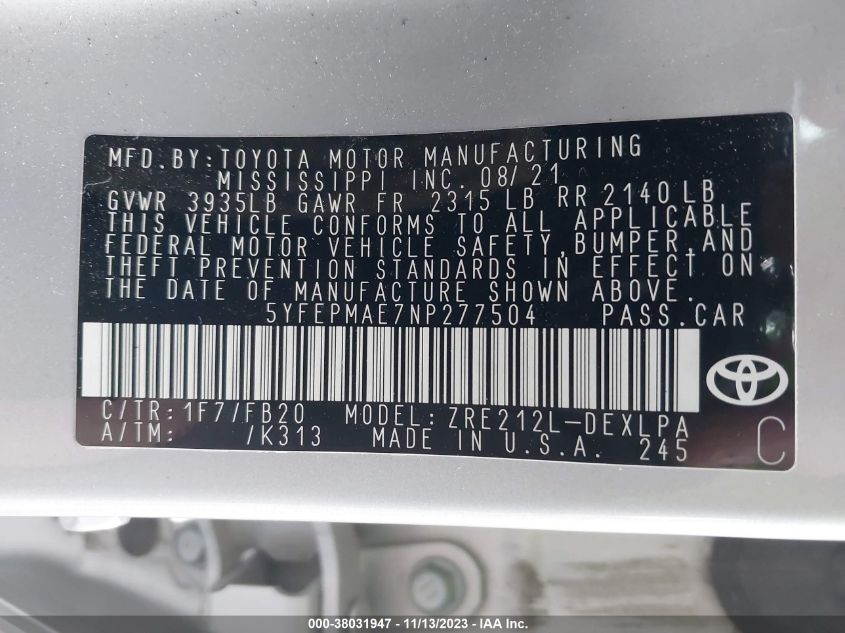 MFD.BY:TOYOTA MOTOR MANUFACTURING
MISSISSIPPI INC. 08/21
GVWR 3935LB GAWR FR 2315 LB RR 2140LB
THIS VEHICLE CONFORMS TO ALL APPLICABLE
FEDERAL MOTOR VEHICLE SAFETY,BUMPER,AND
THEFT PREVENTION STANDARDS IN EFFECT ON
THE DATE OF MANUFACTURE SHOWN ABOVE.
5YFEPMAE7NP277504 PASS.CAR
C/TR:1F7/FB20 MODEL:ZRE212L-DEXLPA
A/TM: /K313 MADE IN U.S.A. 245
C
000-38031947 - 11/13/2023 - IAA Inc.